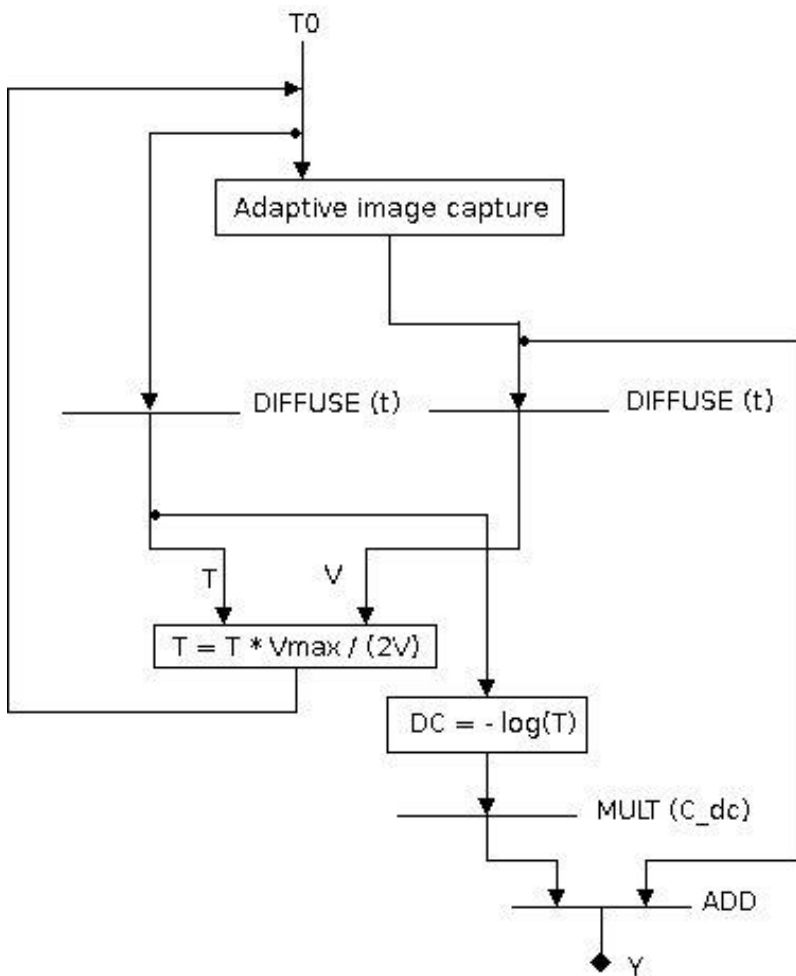 T0
Adaptive image capture
DIFFUSE (t)
DIFFUSE (t)
T
V
T = T * Vmax / (2V)
DC = - log(T)
MULT (C_dc)
ADD
Y